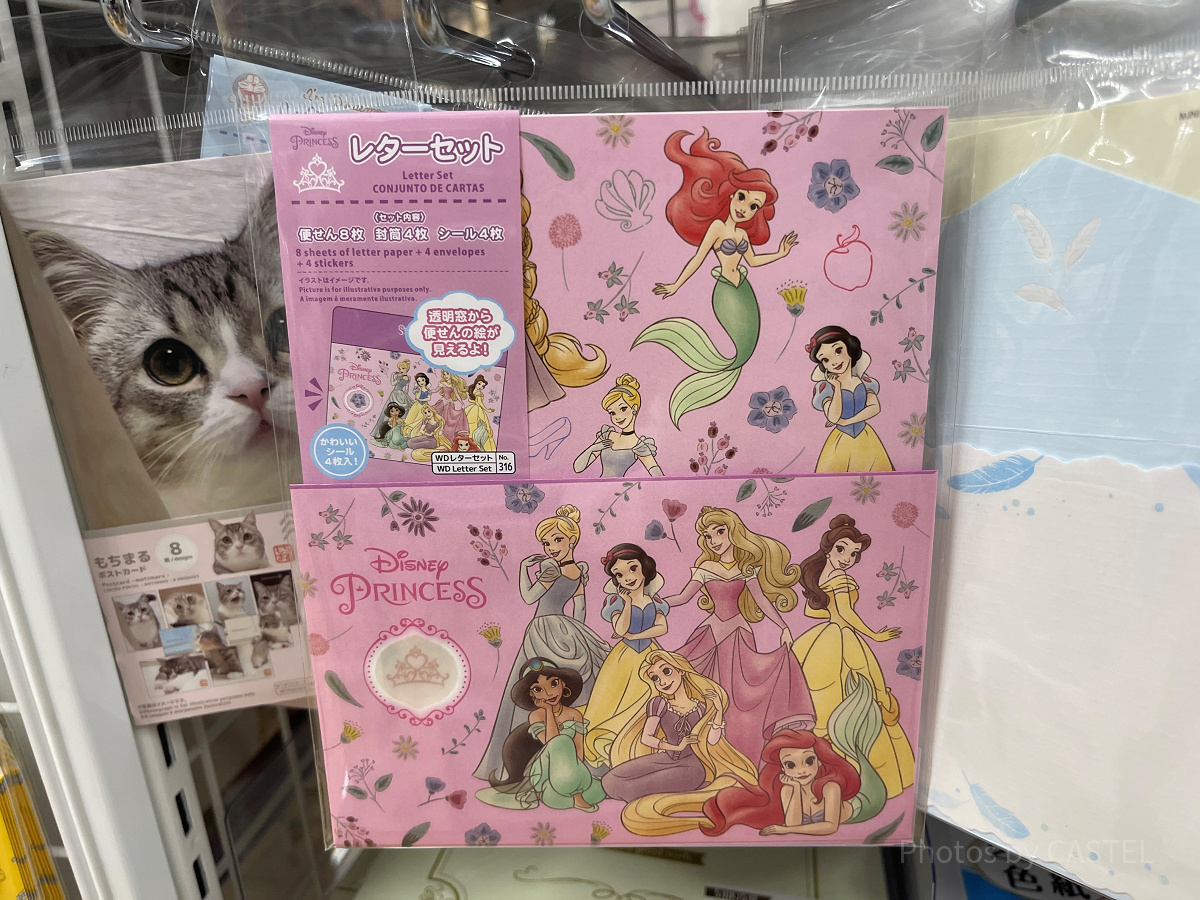 Disney
PRINCESS
レターセット
Letter Set
CONJUNTO DE CARTAS
〈セット内容〉
便せん8枚 封筒4枚 シール4枚
8 sheets of letter paper + 4 envelopes
+ 4 stickers
イラストはイメージです。
Picture is for illustrative purposes only.
A imagem é meramente ilustrativa.
透明窓から
便せんの絵が
見えるよ!
Disney
PRINCESS
かわいい
シール
4枚入!
WDレターセット
WD Letter Set
No.
316
Disney
PRINCESS
もちまる
ポストカード
8
Photos by CASTEL
色紙